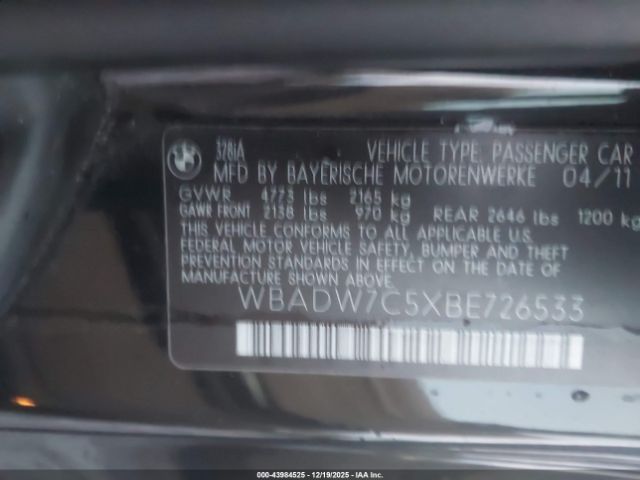 328iA VEHICLE TYPE, PASSENGER CAR
MFD BY BAYERISCHE MOTORENWERKE 04/11
GVWR 4773 lbs 2165 kg
GAWR FRONT 2138 lbs 970 kg REAR 2646 lbs 1200 kg
THIS VEHICLE CONFORMS TO ALL APPLICABLE U.S.
FEDERAL MOTOR VEHICLE SAFETY, BUMPER AND THEFT
PREVENTION STANDARDS IN EFFECT ON THE DATE OF
MANUFACTURE SHOWN ABOVE.
WBADW7C5XBE726533
000-43984525 - 12/19/2025 - IAA Inc.